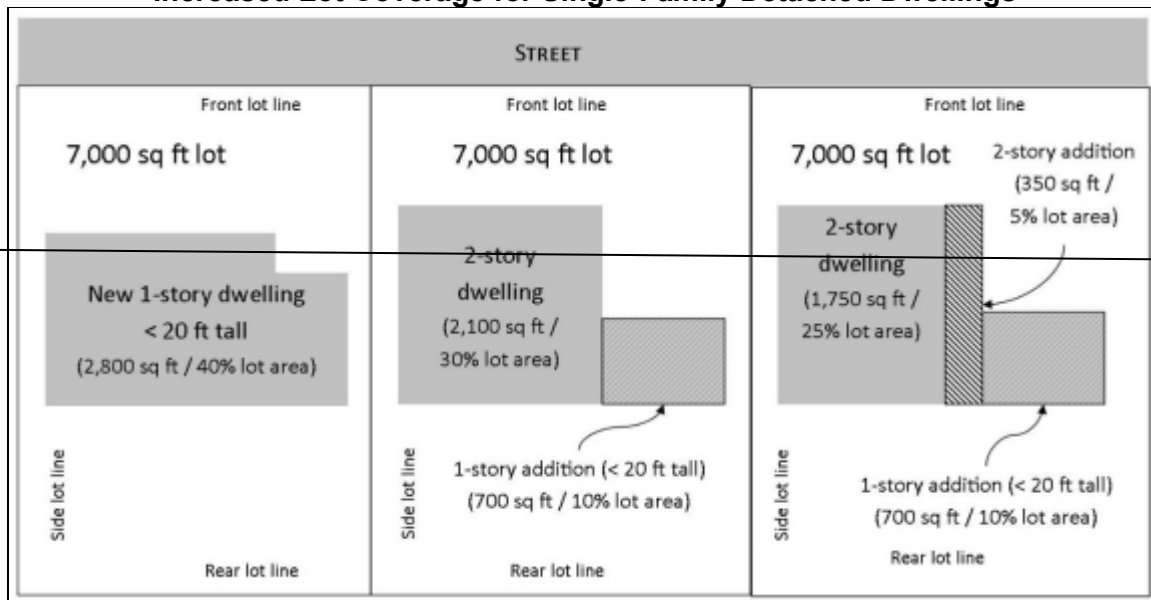 Increased Lot Coverage for Single-Family Detached Dwellings
STREET
Front lot line
7,000 sq ft lot
New 1-story dwelling
< 20 ft tall
(2,800 sq ft / 40% lot area)
Side lot line
Rear lot line
Front lot line
7,000 sq ft lot
2-story
dwelling
(2,100 sq ft /
30% lot area)
1-story addition (< 20 ft tall)
(700 sq ft / 10% lot area)
Side lot line
Rear lot line
Front lot line
7,000 sq ft lot
2-story addition
(350 sq ft /
5% lot area)
2-story
dwelling
(1,750 sq ft /
25% lot area)
1-story addition (< 20 ft tall)
(700 sq ft / 10% lot area)
Side lot line
Rear lot line